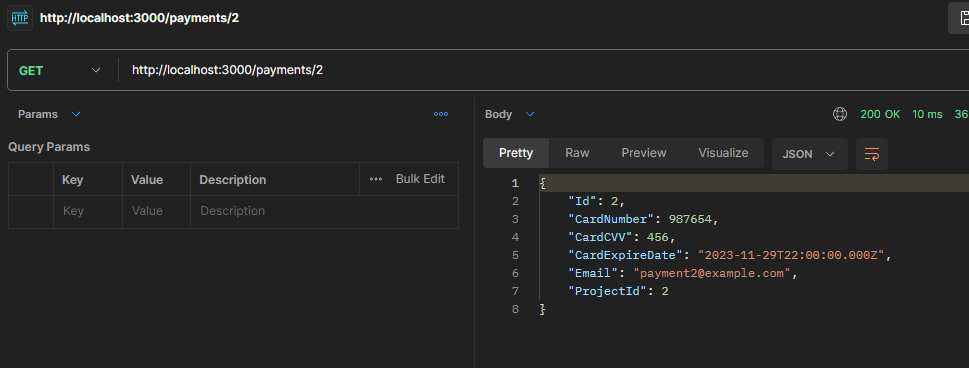 HTTP http://localhost:3000/payments/2
GET http://localhost:3000/payments/2
Params
Query Params
Key Value Description Bulk Edit
Key Value Description
Body 200 OK 10 ms 36
Pretty Raw Preview Visualize JSON
1 {
2 "Id": 2,
3 "CardNumber": 987654,
4 "CardCVV": 456,
5 "CardExpireDate": "2023-11-29T22:00:00.000Z",
6 "Email": "payment2@example.com",
7 "ProjectId": 2
8 }